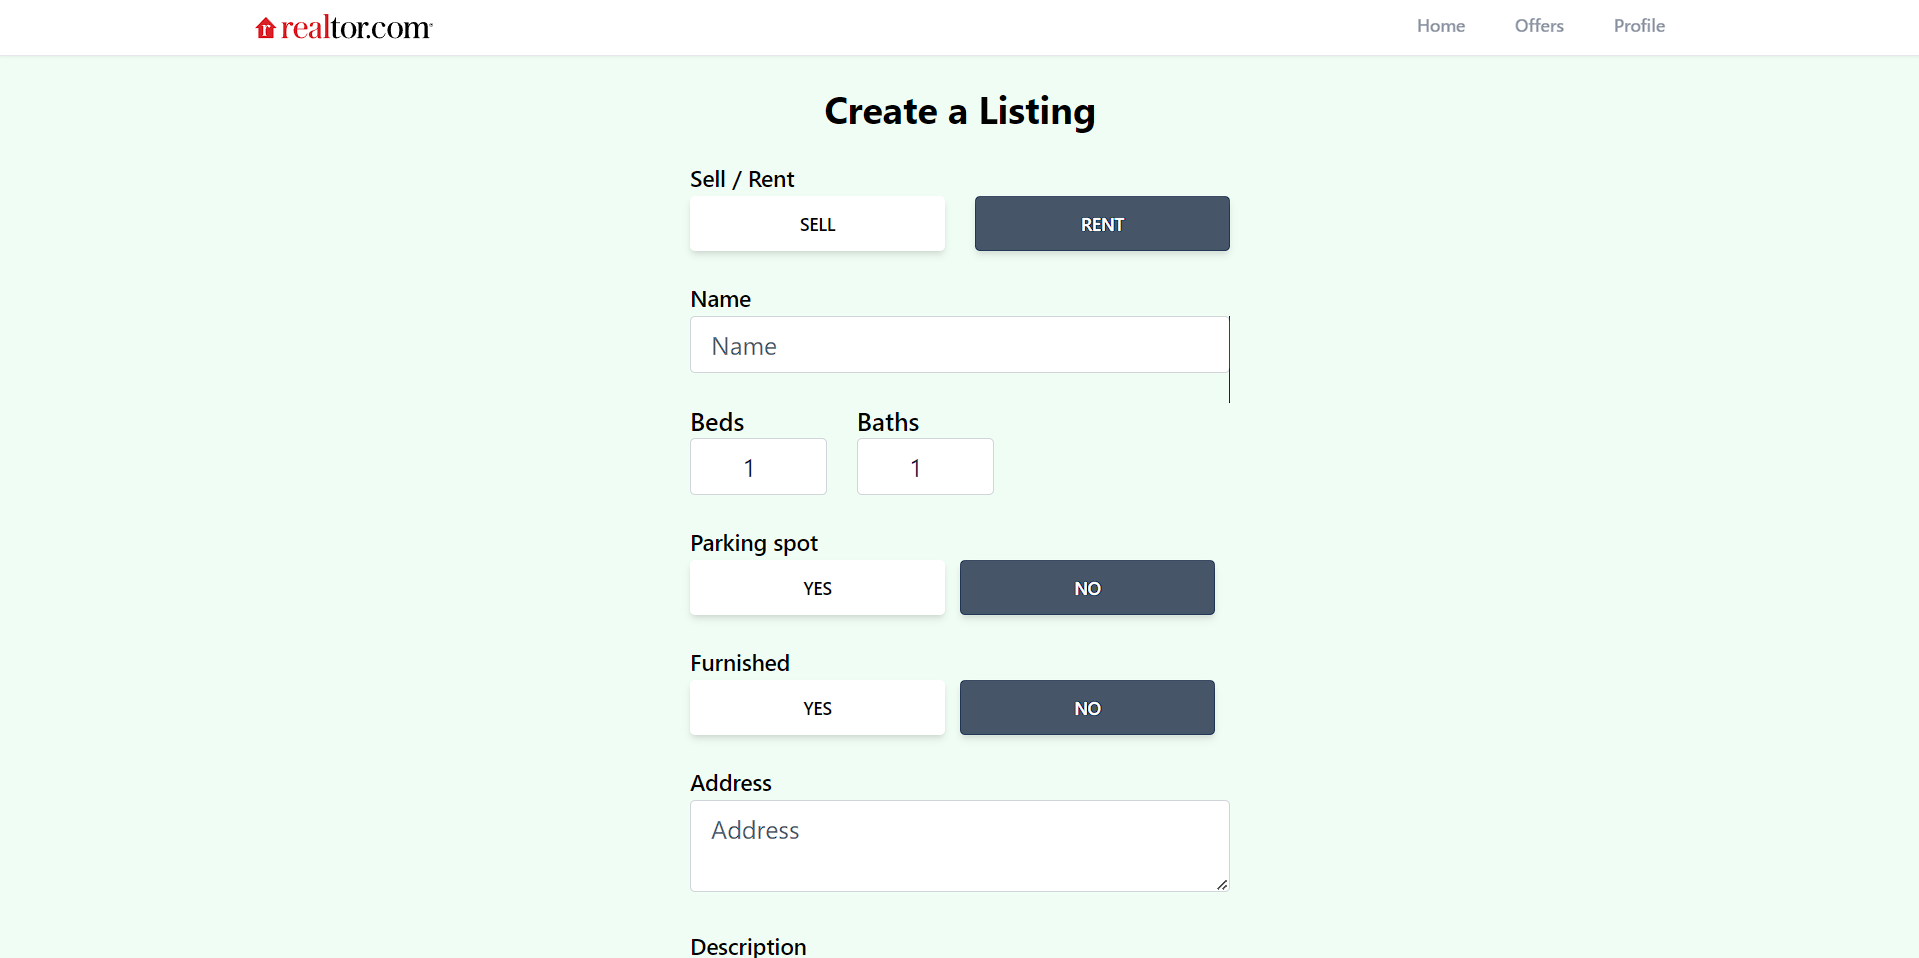 realtor.com
Home Offers Profile
Create a Listing
Sell / Rent
SELL RENT
Name
Name
Beds Baths
1 1
Parking spot
YES NO
Furnished
YES NO
Address
Address
Description